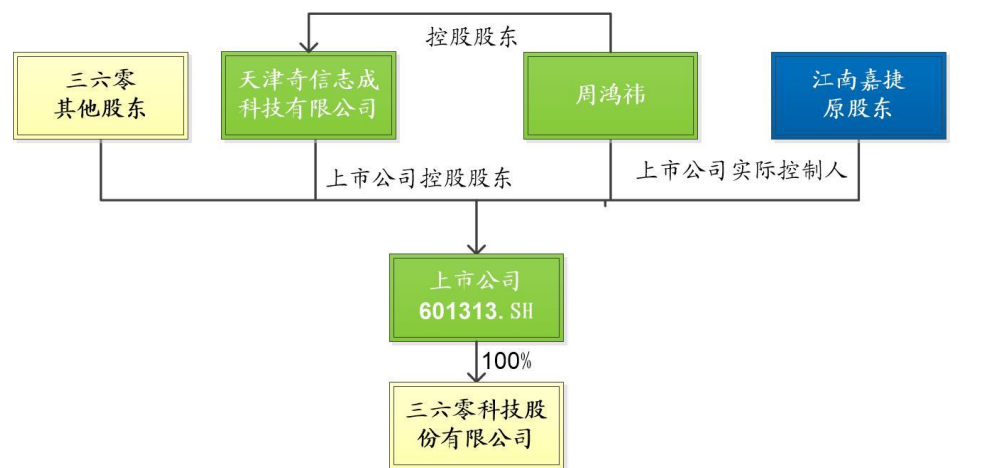 控股股东
三六零
其他股东
天津奇信志成
科技有限公司
周鸿祎
江南嘉捷
原股东
上市公司控股股东
上市公司实际控制人
上市公司
601313. SH
100%
三六零科技股
份有限公司